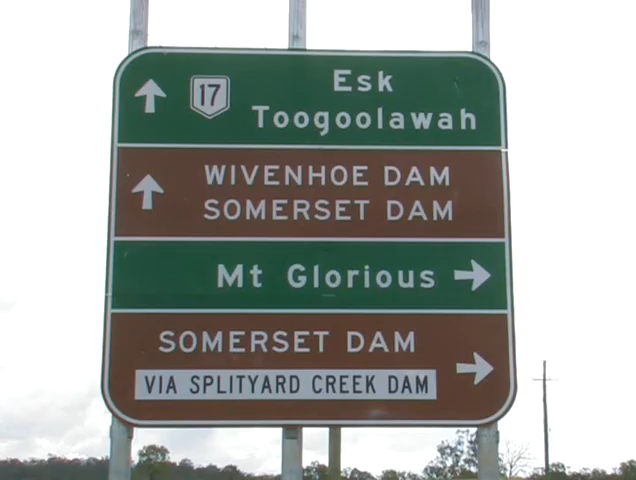 17 Esk
Toogoolawah
WIVENHOE DAM
SOMERSET DAM
Mt Glorious
SOMERSET DAM
VIA SPLITYARD CREEK DAM